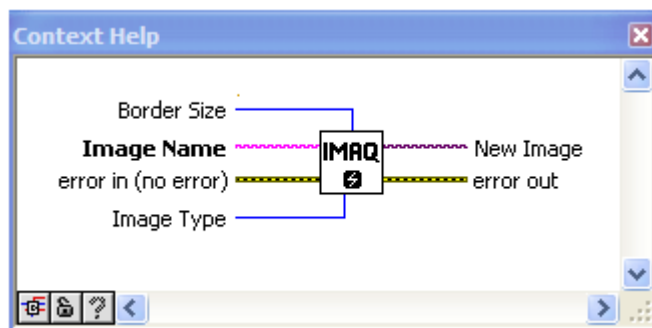 Context Help
Border Size
Image Name
IMAQ
New Image
error in (no error)
error out
Image Type
?